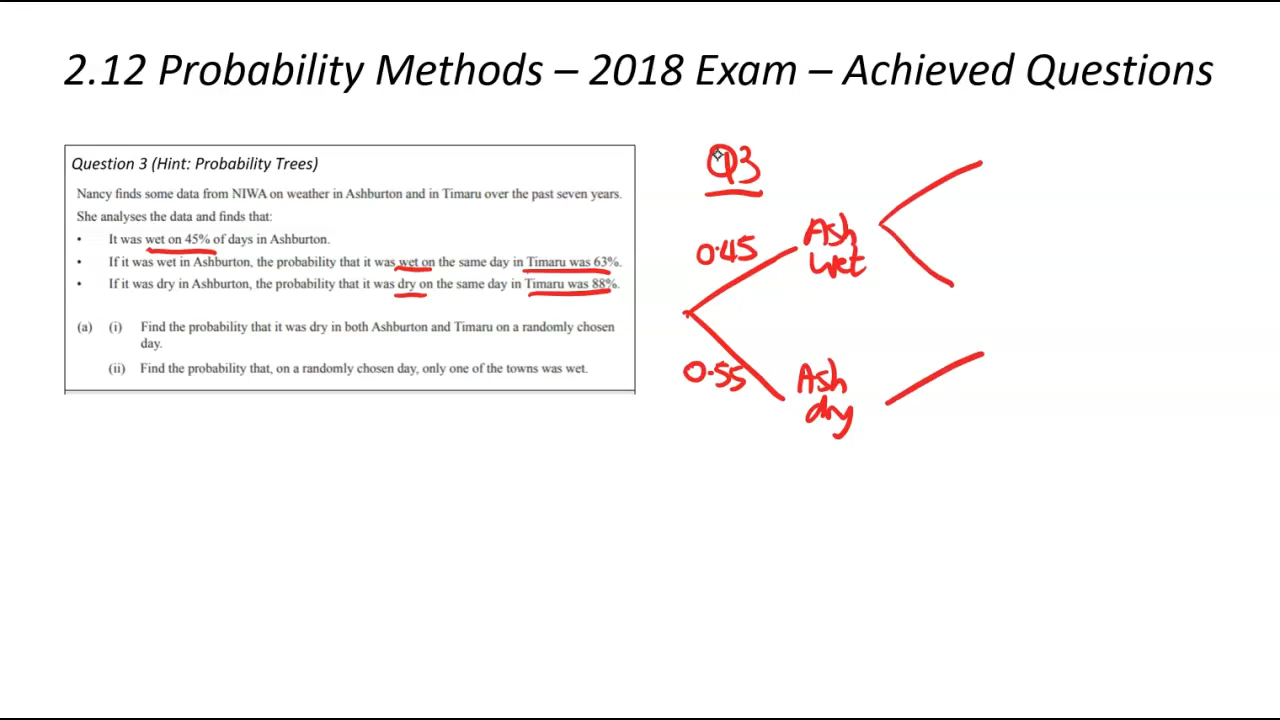 2.12 Probability Methods – 2018 Exam – Achieved Questions
Question 3 (Hint: Probability Trees)
Nancy finds some data from NIWA on weather in Ashburton and in Timaru over the past seven years.
She analyses the data and finds that:
• It was wet on 45% of days in Ashburton.
• If it was wet in Ashburton, the probability that it was wet on the same day in Timaru was 63%.
• If it was dry in Ashburton, the probability that it was dry on the same day in Timaru was 88%.
(a) (i) Find the probability that it was dry in both Ashburton and Timaru on a randomly chosen
day.
(ii) Find the probability that, on a randomly chosen day, only one of the towns was wet.
Q3
0.45
Ash
wet
0.55
Ash
dry